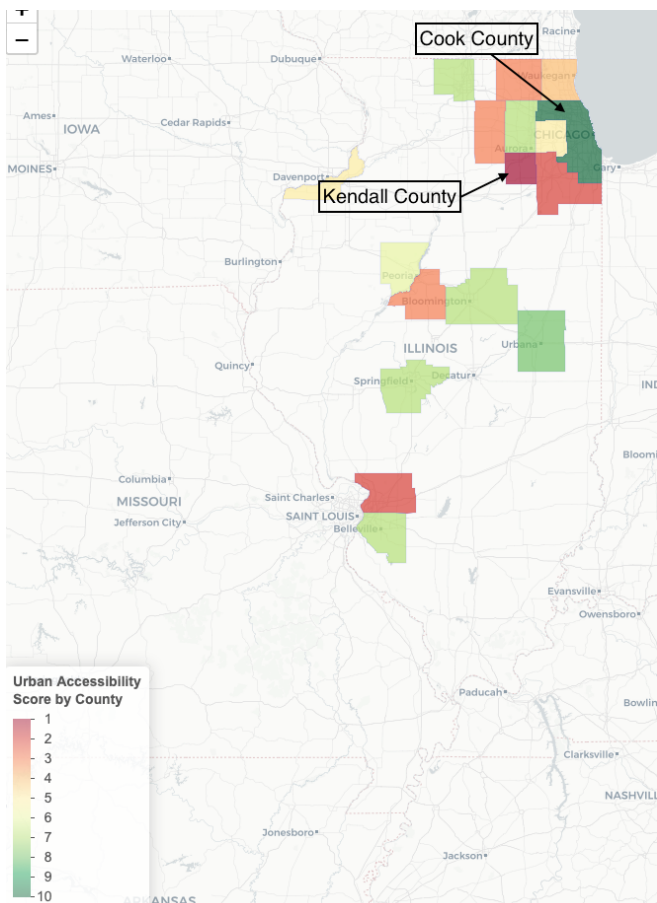 +
−
Racine
Cook County
Waterloo
Dubuque
Waukegan
Ames
IOWA
Cedar Rapids
CHICAGO
Aurora
MOINES
Davenport
Gary
Kendall County
Burlington
Peoria
Bloomington
ILLINOIS
Urbana
Quincy
Springfield
Decatur
IND
Bloomin
Columbia
MISSOURI
Saint Charles
SAINT LOUIS
Jefferson City
Belleville
Evansville
Owensboro
Urban Accessibility
Score by County
1
2
3
4
5
6
7
8
9
10
Paducah
Bowlin
Clarksville
NASHVILL
Jonesboro
Jackson
ARKANSAS